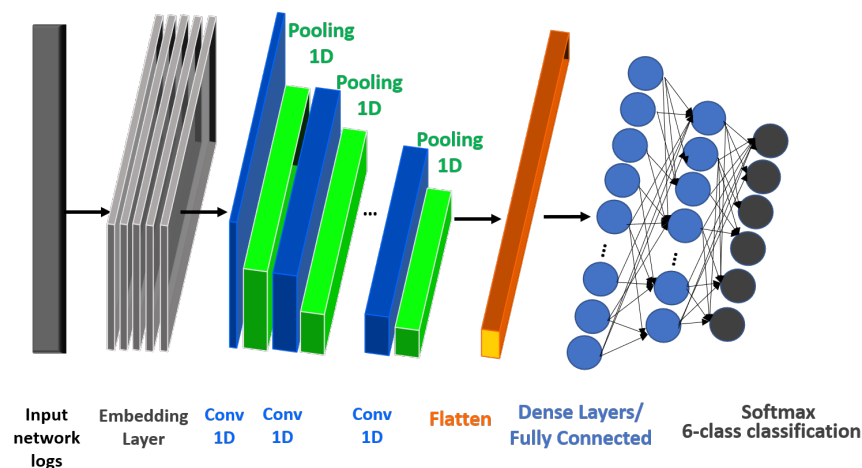 Pooling
1D
Pooling
1D
Pooling
1D
...
...
...
Input
network
logs
Embedding
Layer
Conv
1D
Conv
1D
Conv
1D
Flatten
Dense Layers/
Fully Connected
Softmax
6-class classification